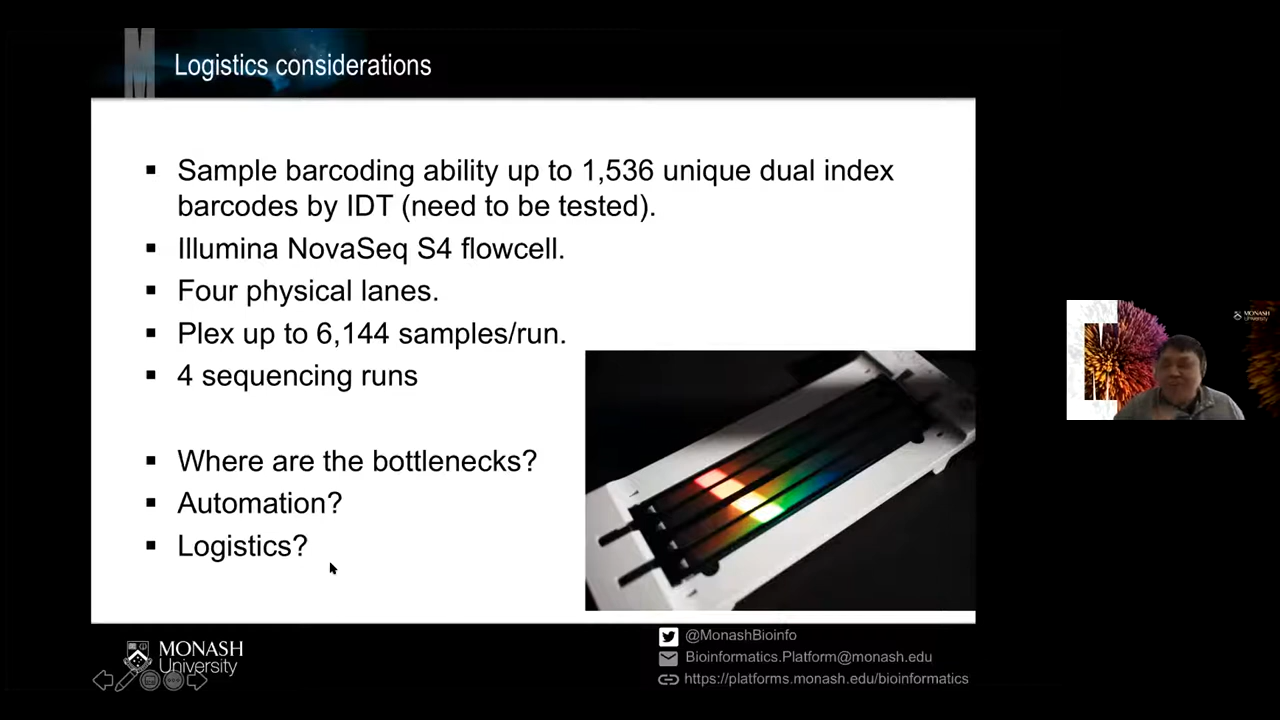 Logistics considerations
▪ Sample barcoding ability up to 1,536 unique dual index
barcodes by IDT (need to be tested).
▪ Illumina NovaSeq S4 flowcell.
▪ Four physical lanes.
▪ Plex up to 6,144 samples/run.
▪ 4 sequencing runs
▪ Where are the bottlenecks?
▪ Automation?
▪ Logistics?
MONASH
University
@MonashBioinfo
Bioinformatics.Platform@monash.edu
https://platforms.monash.edu/bioinformatics
MONASH
University